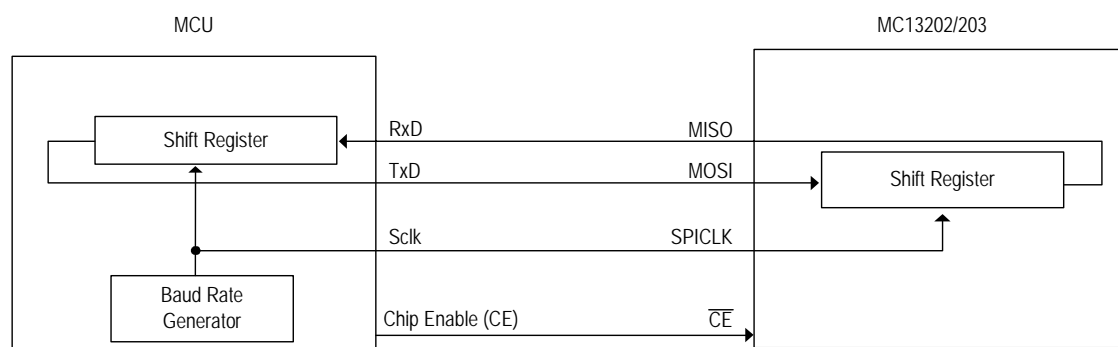 MCU
MC13202/203
Shift Register
RxD
MISO
TxD
MOSI
Shift Register
Sclk
SPICLK
Baud Rate
Generator
Chip Enable (CE)
CE